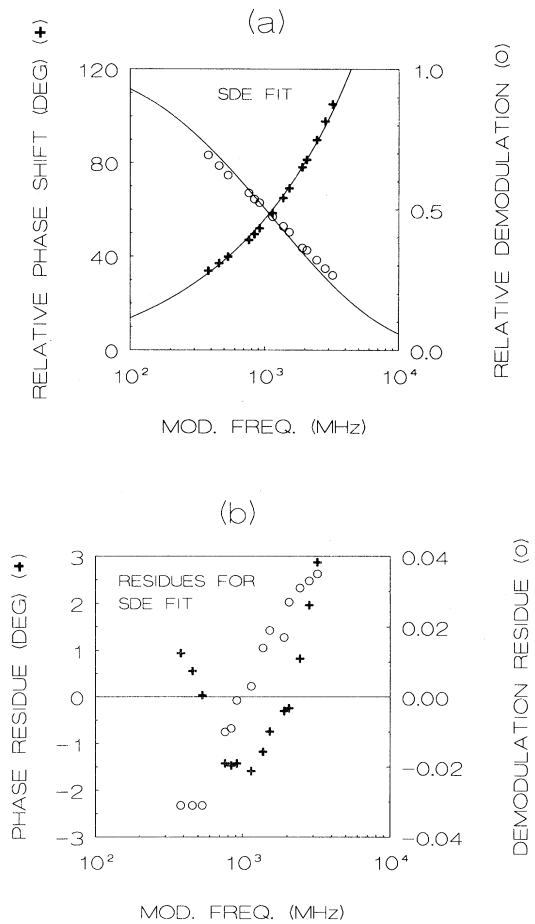 (a)
RELATIVE PHASE SHIFT (DEG) (+)
120
80
40
0
SDE FIT
1.0
0.5
0.0
RELATIVE DEMODULATION (O)
10²
10³
10⁴
MOD. FREQ. (MHz)
(b)
PHASE RESIDUE (DEG) (+)
3
2
1
0
−1
−2
−3
RESIDUES FOR
SDE FIT
0.04
0.02
0.00
−0.02
−0.04
DEMODULATION RESIDUE (O)
10²
10³
10⁴
MOD. FREQ. (MHz)